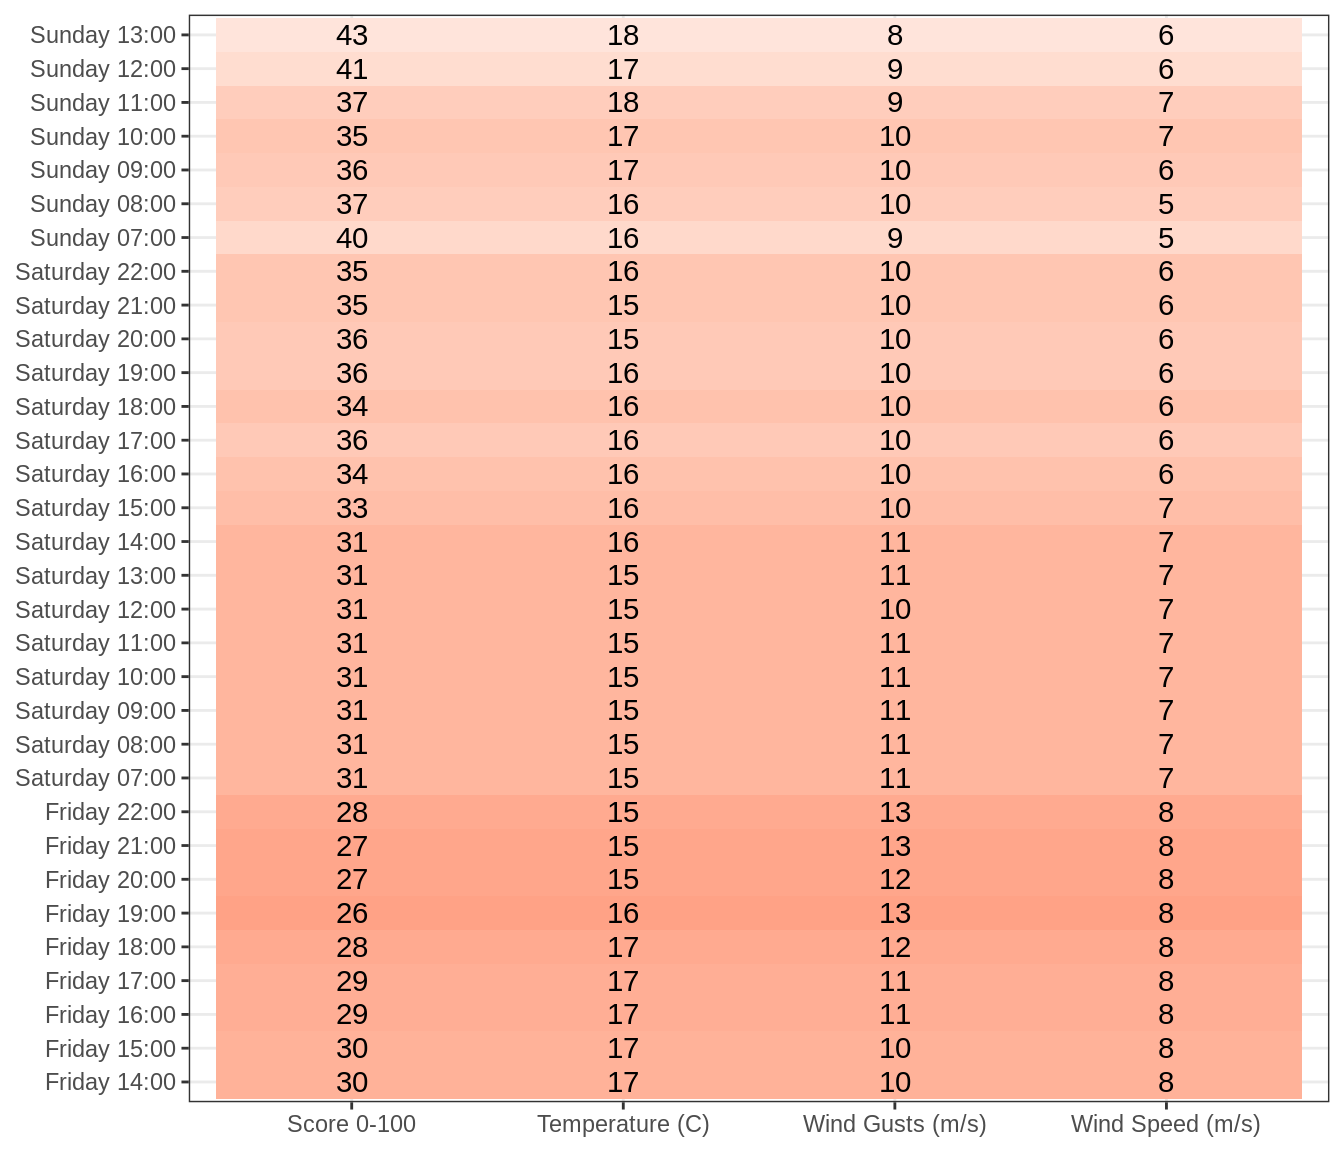 Sunday 13:00 43 18 8 6
Sunday 12:00 41 17 9 6
Sunday 11:00 37 18 9 7
Sunday 10:00 35 17 10 7
Sunday 09:00 36 17 10 6
Sunday 08:00 37 16 10 5
Sunday 07:00 40 16 9 5
Saturday 22:00 35 16 10 6
Saturday 21:00 35 15 10 6
Saturday 20:00 36 15 10 6
Saturday 19:00 36 16 10 6
Saturday 18:00 34 16 10 6
Saturday 17:00 36 16 10 6
Saturday 16:00 34 16 10 6
Saturday 15:00 33 16 10 7
Saturday 14:00 31 16 11 7
Saturday 13:00 31 15 11 7
Saturday 12:00 31 15 10 7
Saturday 11:00 31 15 11 7
Saturday 10:00 31 15 11 7
Saturday 09:00 31 15 11 7
Saturday 08:00 31 15 11 7
Saturday 07:00 31 15 11 7
Friday 22:00 28 15 13 8
Friday 21:00 27 15 13 8
Friday 20:00 27 15 12 8
Friday 19:00 26 16 13 8
Friday 18:00 28 17 12 8
Friday 17:00 29 17 11 8
Friday 16:00 29 17 11 8
Friday 15:00 30 17 10 8
Friday 14:00 30 17 10 8
Score 0-100 Temperature (C) Wind Gusts (m/s) Wind Speed (m/s)